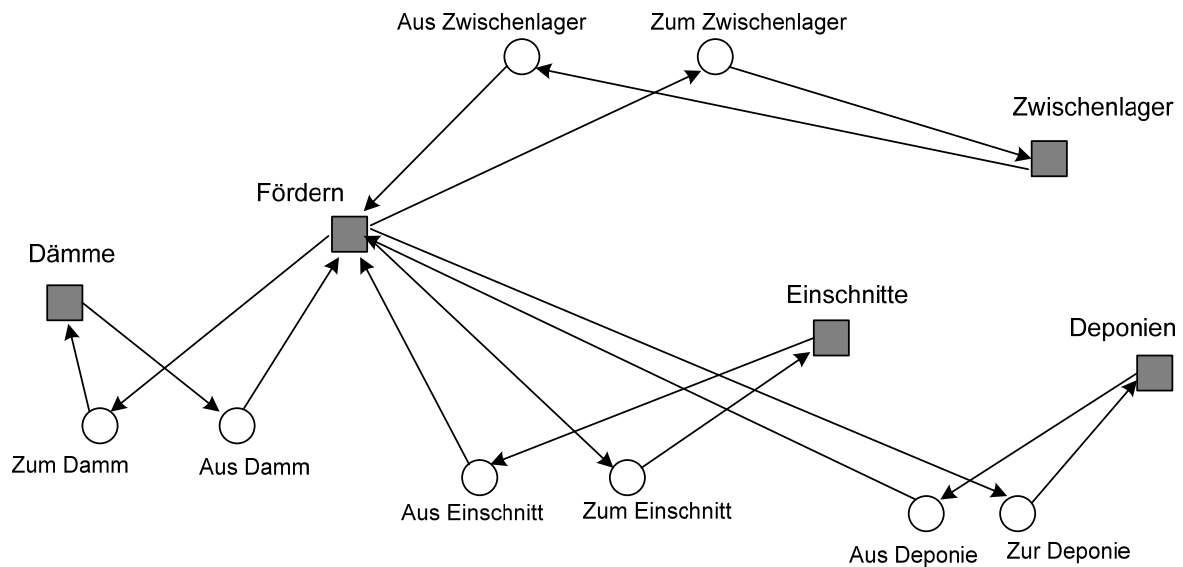 Aus Zwischenlager
Zum Zwischenlager
Zwischenlager
Fördern
Dämme
Einschnitte
Deponien
Zum Damm
Aus Damm
Aus Einschnitt
Zum Einschnitt
Aus Deponie
Zur Deponie